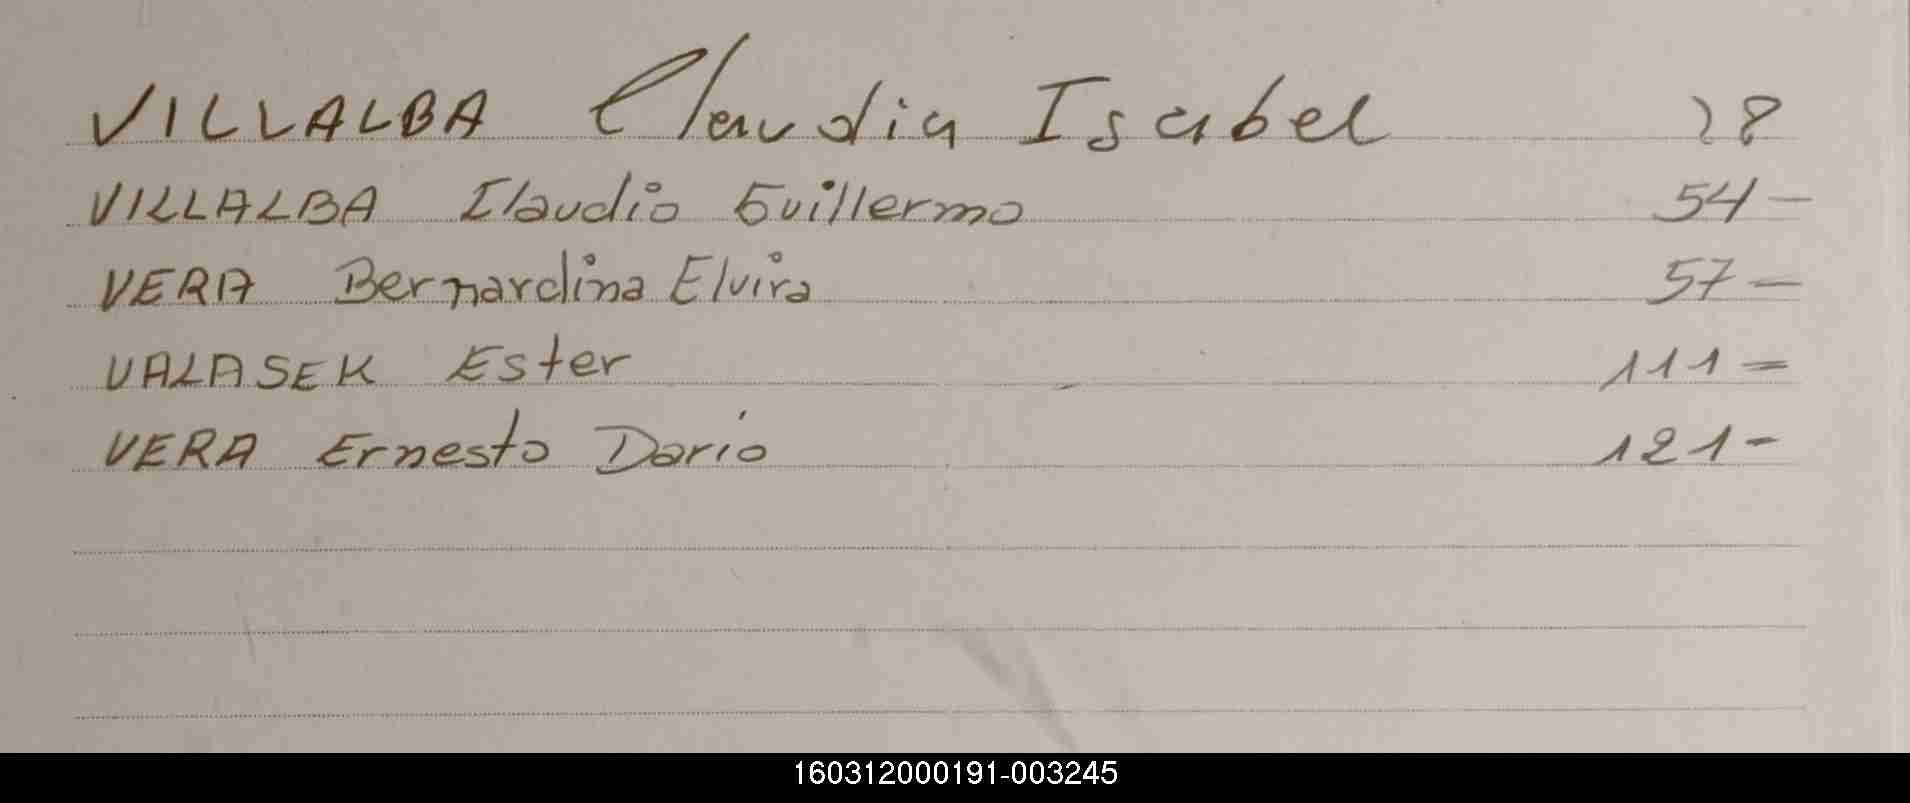 VILLALBA Claudia Isabel 28
VILLALBA Claudio Guillermo 54-
VERA Bernardina Elvira 57-
VALASEK Ester 111=
VERA Ernesto Dario 121-
160312000191-003245